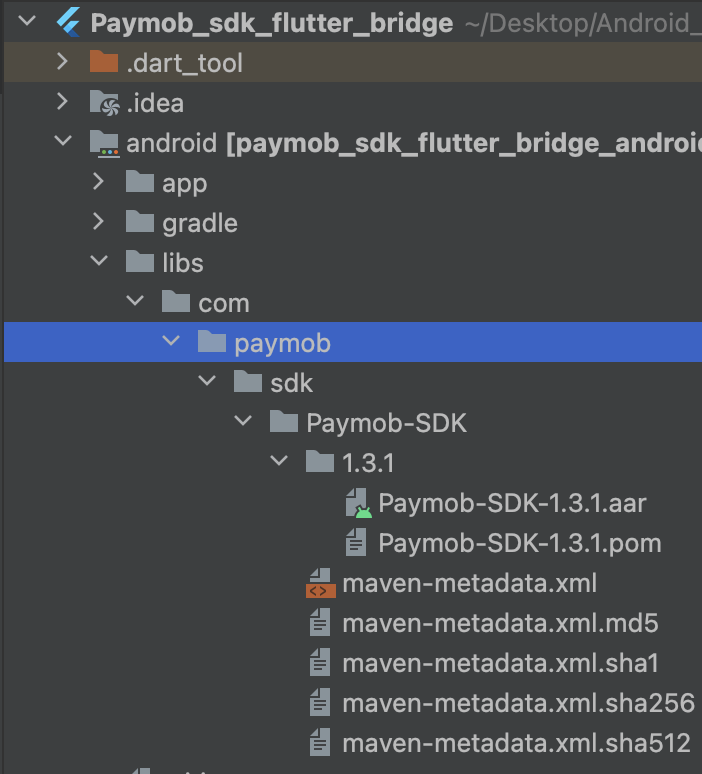 Paymob_sdk_flutter_bridge ~/Desktop/Android_
.dart_tool
.idea
android [paymob_sdk_flutter_bridge_androi
app
gradle
libs
com
paymob
sdk
Paymob-SDK
1.3.1
Paymob-SDK-1.3.1.aar
Paymob-SDK-1.3.1.pom
maven-metadata.xml
maven-metadata.xml.md5
maven-metadata.xml.sha1
maven-metadata.xml.sha256
maven-metadata.xml.sha512